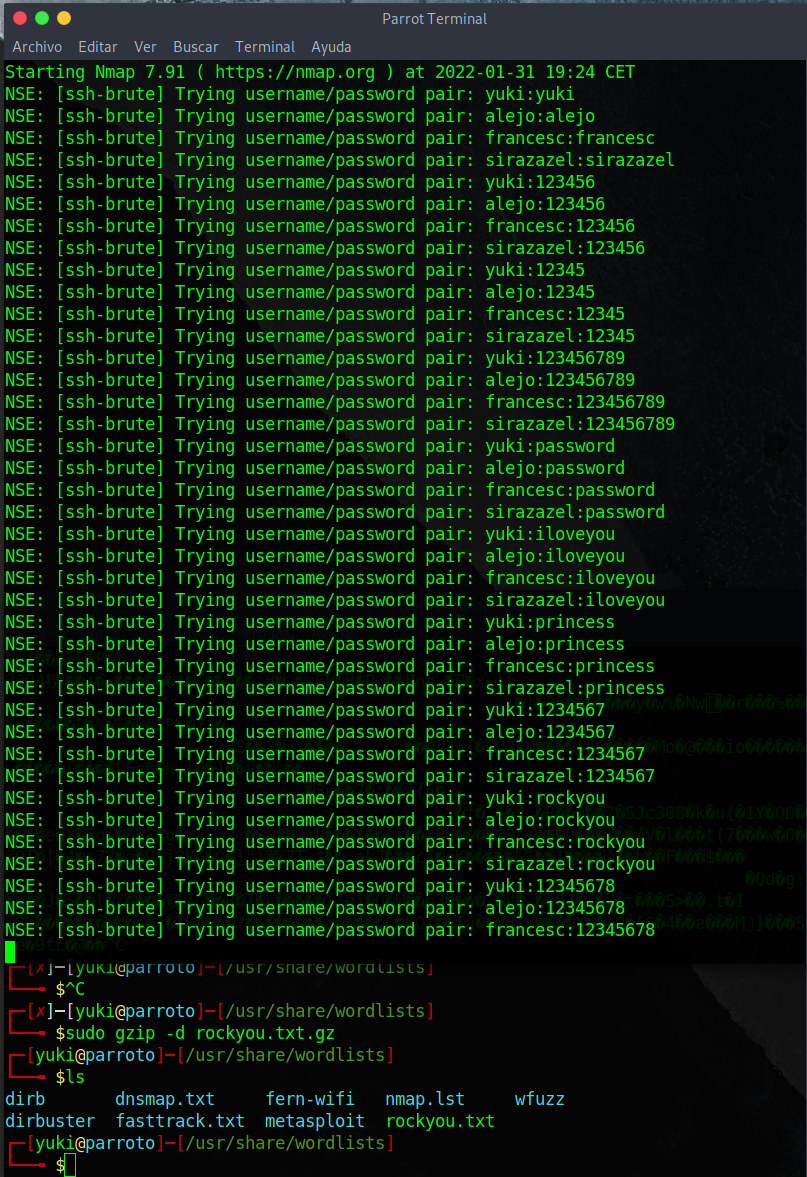 Parrot Terminal
Archivo Editar Ver Buscar Terminal Ayuda
Starting Nmap 7.91 ( https://nmap.org ) at 2022-01-31 19:24 CET
NSE: [ssh-brute] Trying username/password pair: yuki:yuki
NSE: [ssh-brute] Trying username/password pair: alejo:alejo
NSE: [ssh-brute] Trying username/password pair: francesc:francesc
NSE: [ssh-brute] Trying username/password pair: sirazazel:sirazazel
NSE: [ssh-brute] Trying username/password pair: yuki:123456
NSE: [ssh-brute] Trying username/password pair: alejo:123456
NSE: [ssh-brute] Trying username/password pair: francesc:123456
NSE: [ssh-brute] Trying username/password pair: sirazazel:123456
NSE: [ssh-brute] Trying username/password pair: yuki:12345
NSE: [ssh-brute] Trying username/password pair: alejo:12345
NSE: [ssh-brute] Trying username/password pair: francesc:12345
NSE: [ssh-brute] Trying username/password pair: sirazazel:12345
NSE: [ssh-brute] Trying username/password pair: yuki:123456789
NSE: [ssh-brute] Trying username/password pair: alejo:123456789
NSE: [ssh-brute] Trying username/password pair: francesc:123456789
NSE: [ssh-brute] Trying username/password pair: sirazazel:123456789
NSE: [ssh-brute] Trying username/password pair: yuki:password
NSE: [ssh-brute] Trying username/password pair: alejo:password
NSE: [ssh-brute] Trying username/password pair: francesc:password
NSE: [ssh-brute] Trying username/password pair: sirazazel:password
NSE: [ssh-brute] Trying username/password pair: yuki:iloveyou
NSE: [ssh-brute] Trying username/password pair: alejo:iloveyou
NSE: [ssh-brute] Trying username/password pair: francesc:iloveyou
NSE: [ssh-brute] Trying username/password pair: sirazazel:iloveyou
NSE: [ssh-brute] Trying username/password pair: yuki:princess
NSE: [ssh-brute] Trying username/password pair: alejo:princess
NSE: [ssh-brute] Trying username/password pair: francesc:princess
NSE: [ssh-brute] Trying username/password pair: sirazazel:princess
NSE: [ssh-brute] Trying username/password pair: yuki:1234567
NSE: [ssh-brute] Trying username/password pair: alejo:1234567
NSE: [ssh-brute] Trying username/password pair: francesc:1234567
NSE: [ssh-brute] Trying username/password pair: sirazazel:1234567
NSE: [ssh-brute] Trying username/password pair: yuki:rockyou
NSE: [ssh-brute] Trying username/password pair: alejo:rockyou
NSE: [ssh-brute] Trying username/password pair: francesc:rockyou
NSE: [ssh-brute] Trying username/password pair: sirazazel:rockyou
NSE: [ssh-brute] Trying username/password pair: yuki:12345678
NSE: [ssh-brute] Trying username/password pair: alejo:12345678
NSE: [ssh-brute] Trying username/password pair: francesc:12345678
┌─[✗]─[yuki@parroto]─[/usr/share/wordlists]
└──╼ $^C
┌─[✗]─[yuki@parroto]─[/usr/share/wordlists]
└──╼ $sudo gzip -d rockyou.txt.gz
┌─[yuki@parroto]─[/usr/share/wordlists]
└──╼ $ls
dirb dnsmap.txt fern-wifi nmap.lst wfuzz
dirbuster fasttrack.txt metasploit rockyou.txt
┌─[yuki@parroto]─[/usr/share/wordlists]
└──╼ $